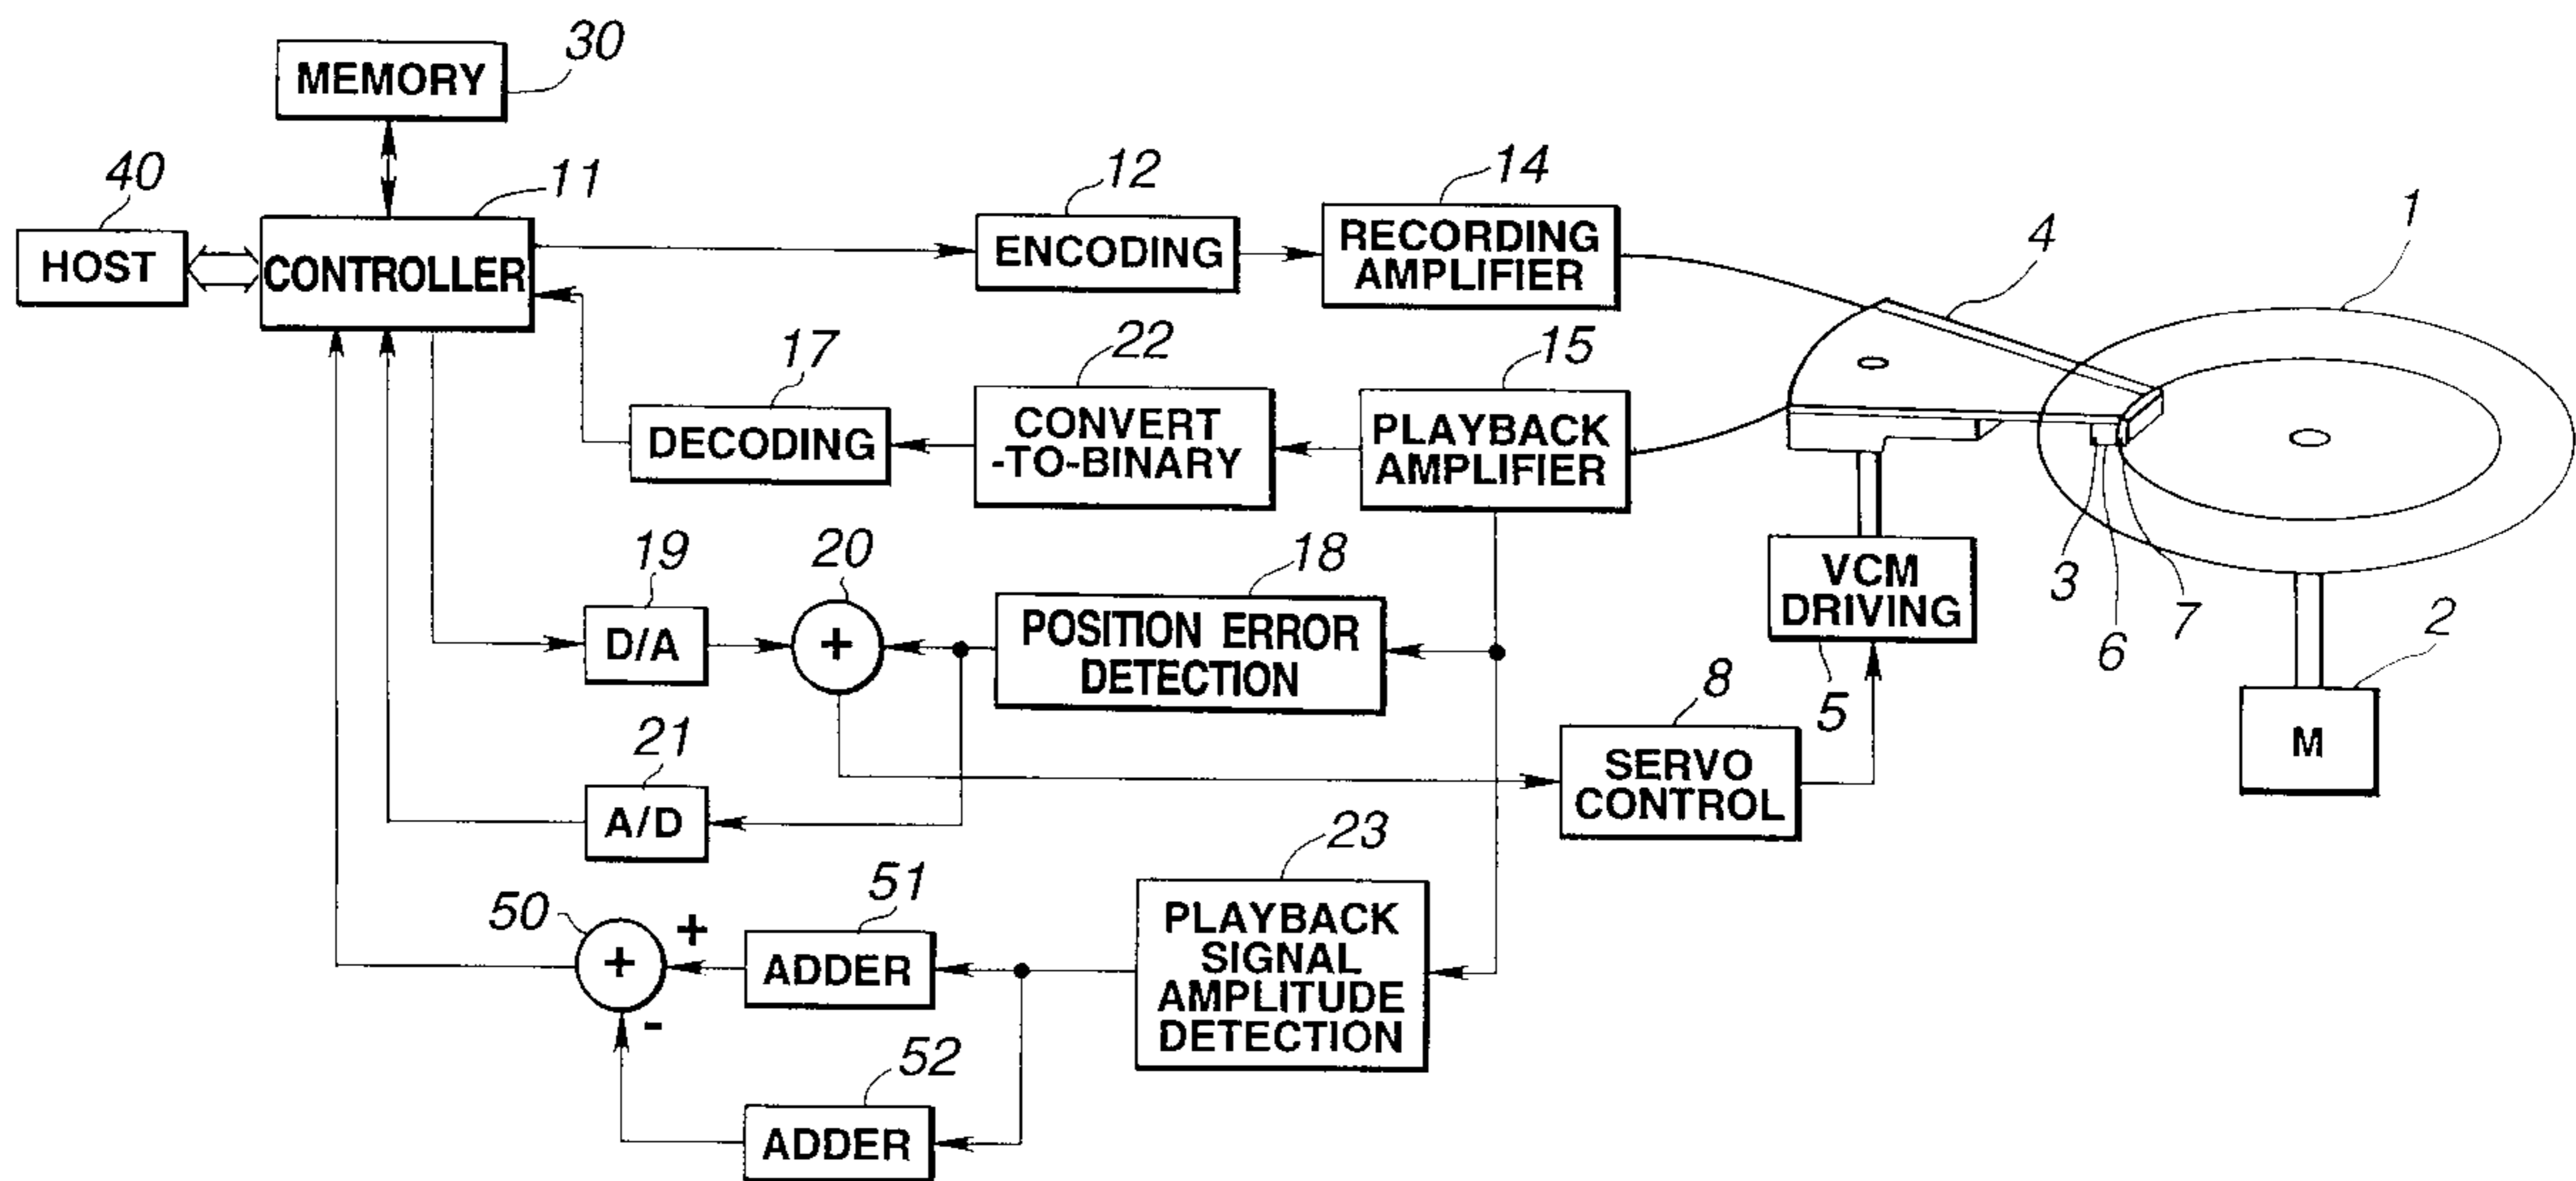 30
MEMORY
40
11
HOST
CONTROLLER
12
ENCODING
14
RECORDING
AMPLIFIER
4
1
17
DECODING
22
CONVERT
-TO-BINARY
15
PLAYBACK
AMPLIFIER
3
6
7
19
D/A
20
+
18
POSITION ERROR
DETECTION
VCM
DRIVING
5
2
M
21
A/D
8
SERVO
CONTROL
50
+
+
-
51
ADDER
52
ADDER
23
PLAYBACK
SIGNAL
AMPLITUDE
DETECTION